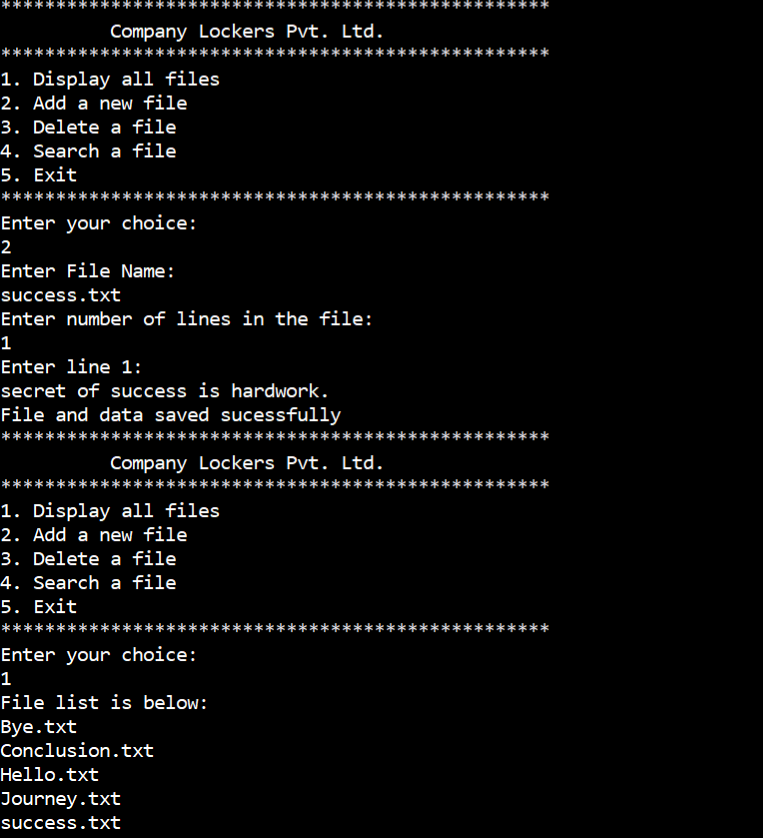 **************************************************
Company Lockers Pvt. Ltd.
**************************************************
1. Display all files
2. Add a new file
3. Delete a file
4. Search a file
5. Exit
**************************************************
Enter your choice:
2
Enter File Name:
success.txt
Enter number of lines in the file:
1
Enter line 1:
secret of success is hardwork.
File and data saved sucessfully
**************************************************
Company Lockers Pvt. Ltd.
**************************************************
1. Display all files
2. Add a new file
3. Delete a file
4. Search a file
5. Exit
**************************************************
Enter your choice:
1
File list is below:
Bye.txt
Conclusion.txt
Hello.txt
Journey.txt
success.txt